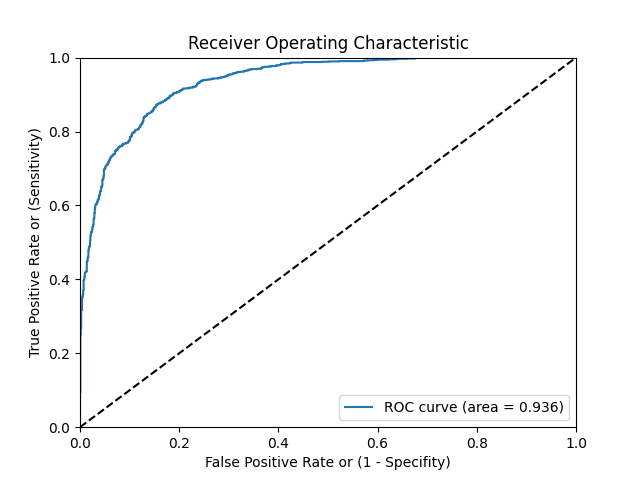 Receiver Operating Characteristic
True Positive Rate or (Sensitivity)
1.0
0.8
0.6
0.4
0.2
0.0
ROC curve (area = 0.936)
0.0 0.2 0.4 0.6 0.8 1.0
False Positive Rate or (1 - Specifity)